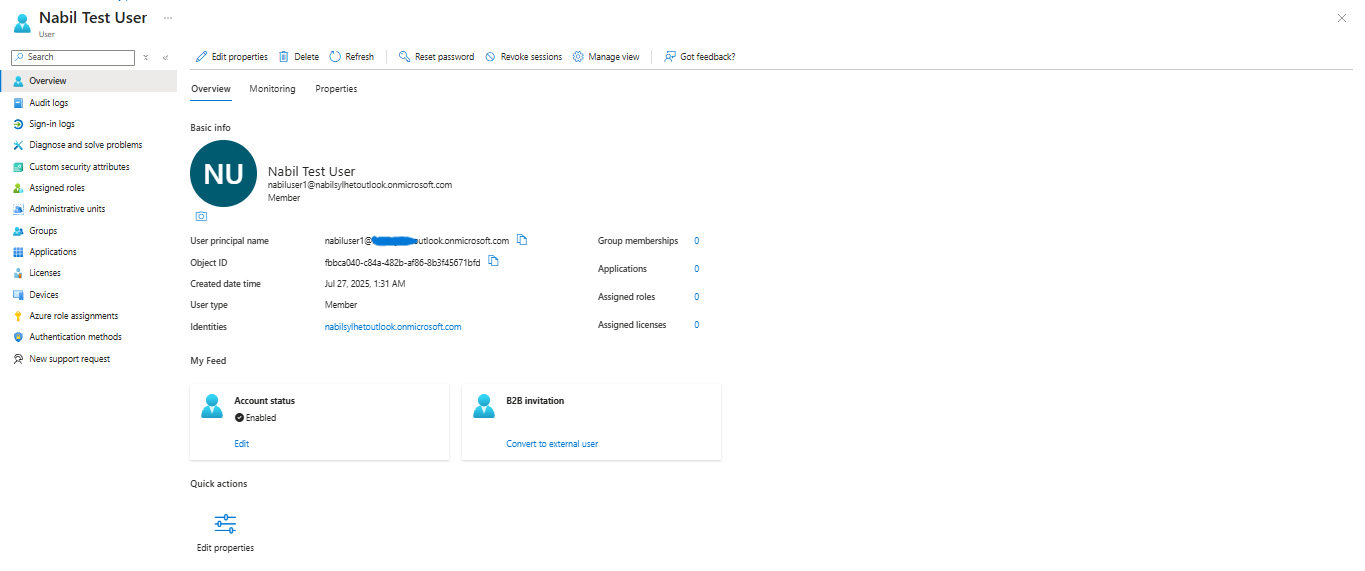 Nabil Test User ...
User
Search
Edit properties Delete Refresh Reset password Revoke sessions Manage view Got feedback?
Overview
Audit logs
Sign-in logs
Diagnose and solve problems
Custom security attributes
Assigned roles
Administrative units
Groups
Applications
Licenses
Devices
Azure role assignments
Authentication methods
New support request
Overview Monitoring Properties
Basic info
NU
Nabil Test User
nabiluser1@nabilsylhetoutlook.onmicrosoft.com
Member
User principal name nabiluser1@ utlook.onmicrosoft.com
Object ID fbbca040-c84a-482b-af86-8b3f45671bfd
Created date time Jul 27, 2025, 1:31 AM
User type Member
Identities nabilsylhetoutlook.onmicrosoft.com
Group memberships 0
Applications 0
Assigned roles 0
Assigned licenses 0
My Feed
Account status
Enabled
Edit
B2B invitation
Convert to external user
Quick actions
Edit properties